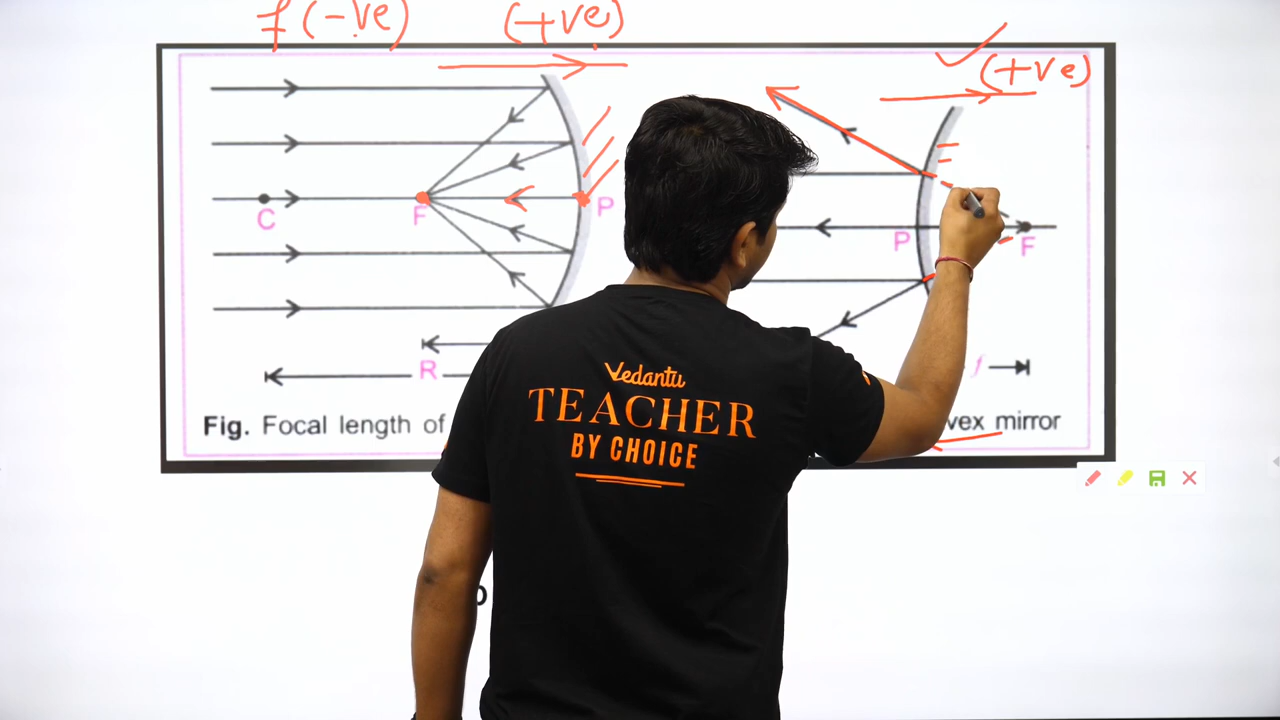 f (-ve)
(+ve)
(+ve)
C
F
P
P
F
R
f
Fig. Focal length of
vex mirror
Vedantu
TEACHER
BY CHOICE